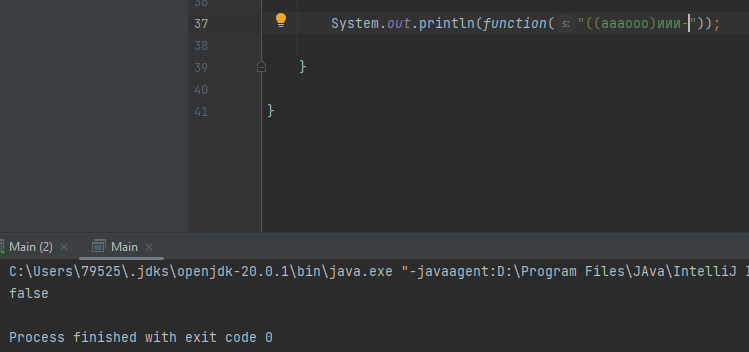 36
37 System.out.println(function( s: "((аааооо)иии-"));
38
39 }
40
41 }
Main (2) × Main ×
C:\Users\79525\.jdks\openjdk-20.0.1\bin\java.exe "-javaagent:D:\Program Files\JAva\IntelliJ I
false
Process finished with exit code 0